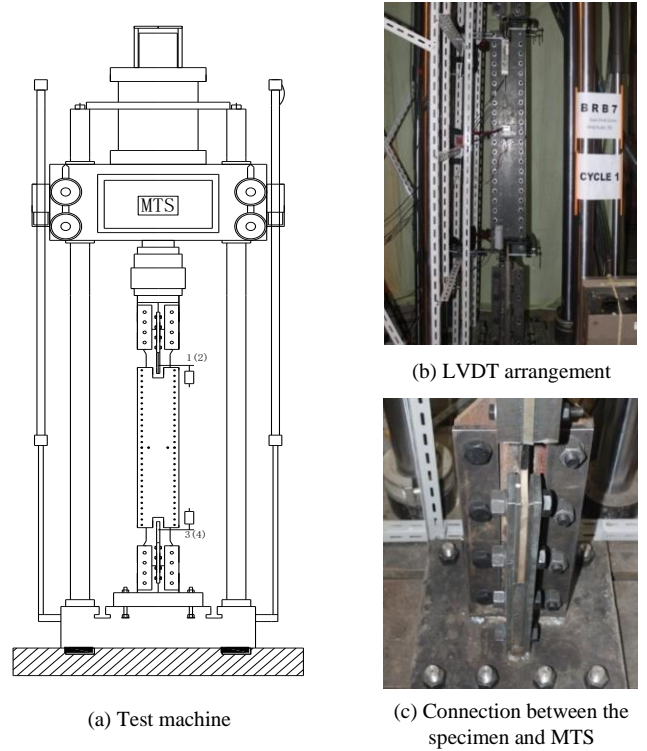 MTS
1(2)
3(4)
(a) Test machine
BRB7
CYCLE 1
(b) LVDT arrangement
(c) Connection between the
specimen and MTS